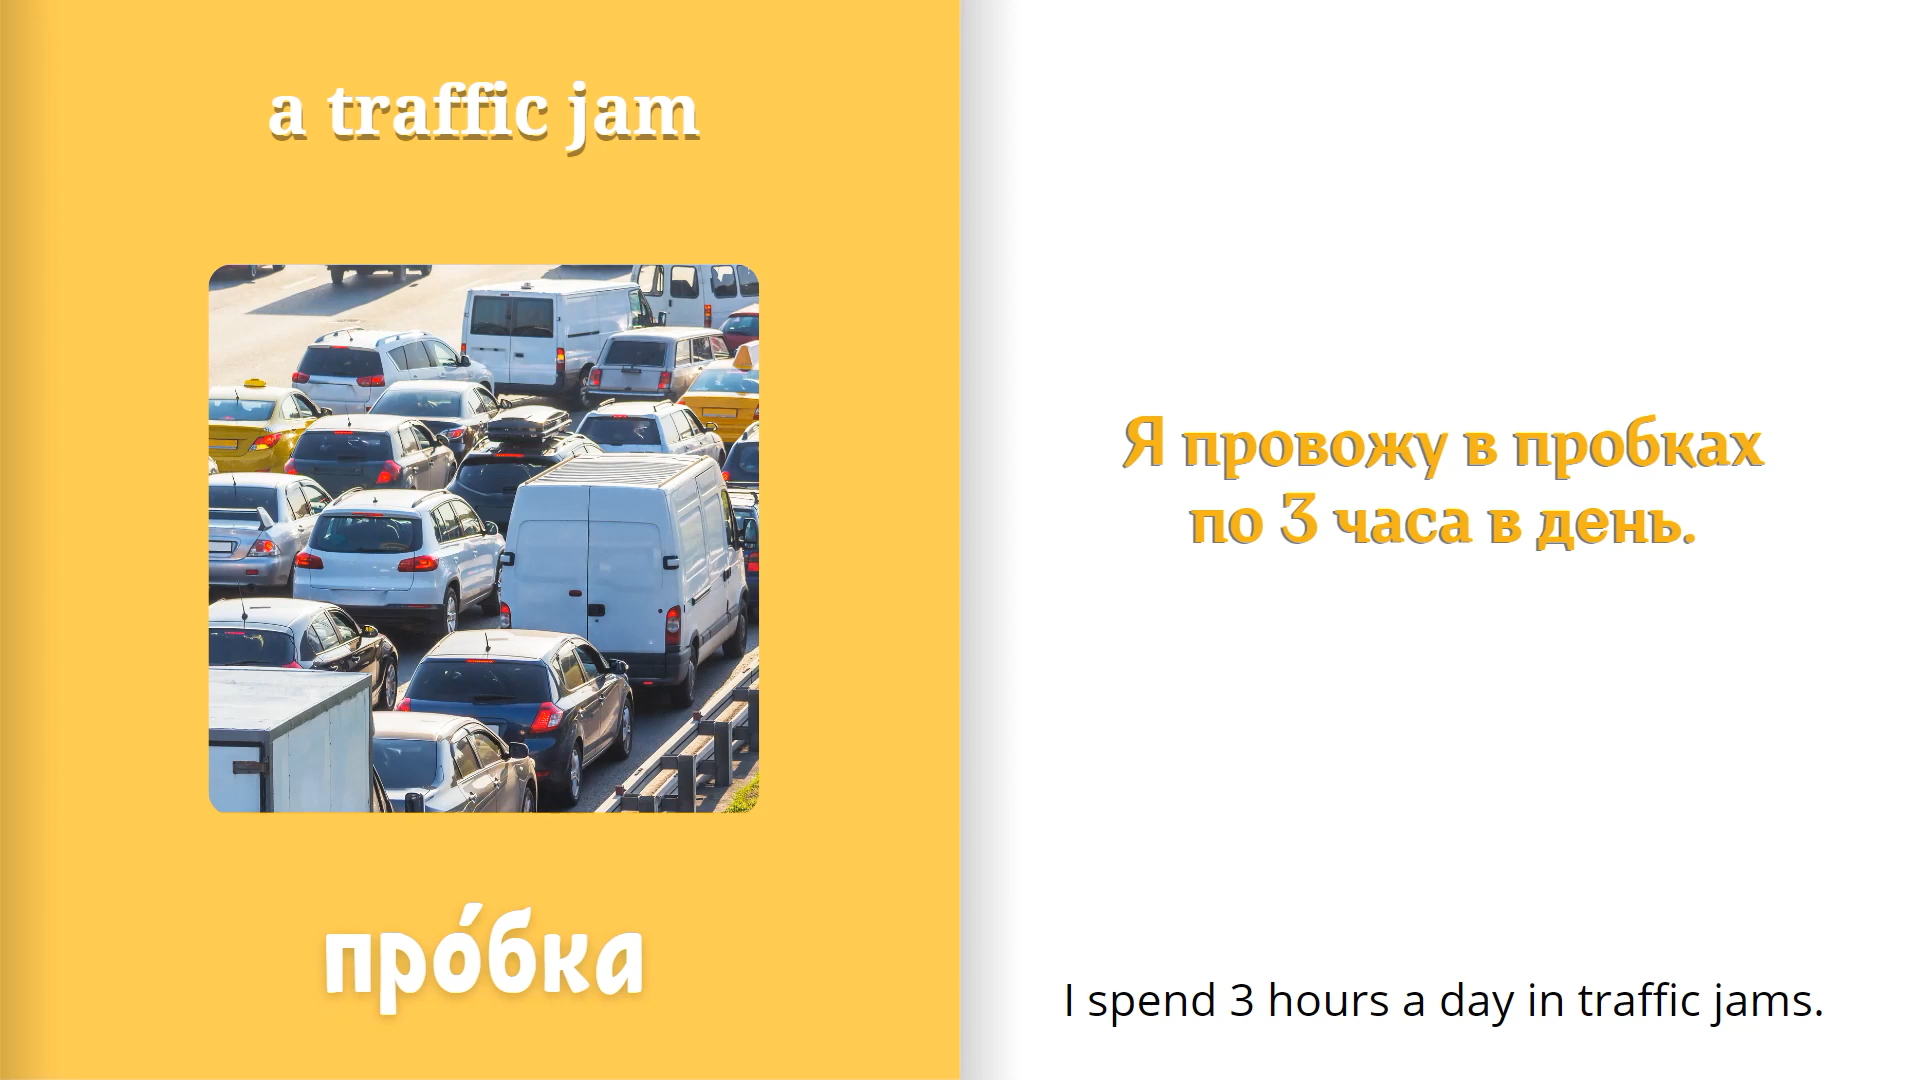 a traffic jam
про́бка
Я провожу в пробках
по 3 часа в день.
I spend 3 hours a day in traffic jams.